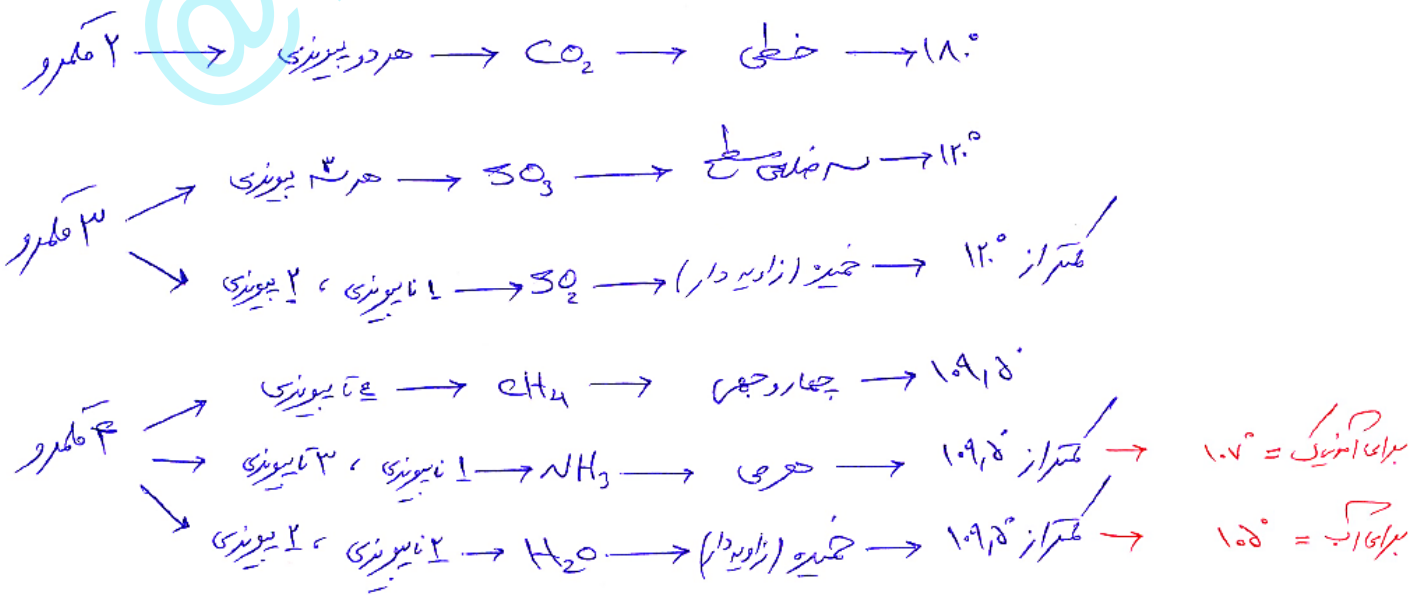 ۲ قلمرو → هر دو پیوندی → CO₂ → خطی → ۱۸۰°
هر سه ۳ پیوندی → SO₃ → سه ضلعی مسطح → ۱۲۰°
۳ قلمرو
۱ ناپیوندی ، ۲ پیوندی → SO₂ → خمیده (زاویه دار) → کمتر از ۱۲۰°
۴ تا پیوندی → CH₄ → چهار وجهی → ۱۰۹٫۵°
۴ قلمرو
۱ ناپیوندی ، ۳ تا پیوندی → NH₃ → هرمی → کمتر از ۱۰۹٫۵° → برای آمونیاک = ۱۰۷°
۲ ناپیوندی ، ۲ پیوندی → H₂O → خمیده (زاویه دار) → کمتر از ۱۰۹٫۵° → برای آب = ۱۰۵°